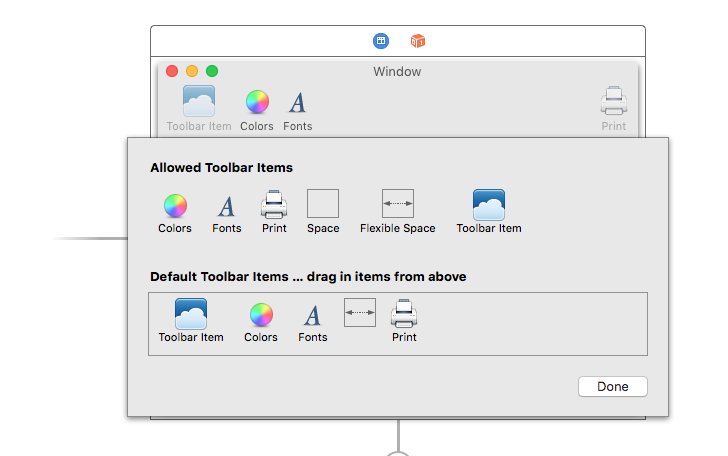 Window
Toolbar Item Colors Fonts Print
Allowed Toolbar Items
Colors Fonts Print Space Flexible Space Toolbar Item
Default Toolbar Items ... drag in items from above
Toolbar Item Colors Fonts Print
Done